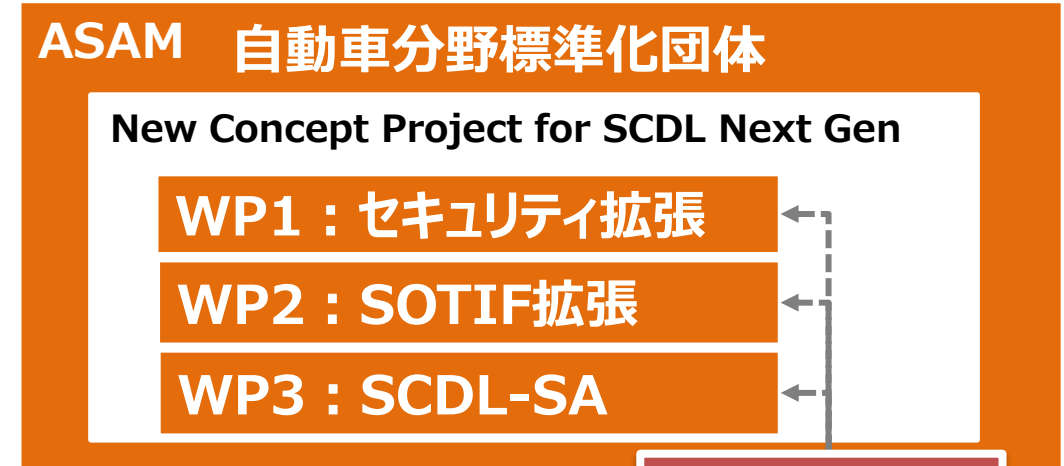 ASAM 自動車分野標準化団体
New Concept Project for SCDL Next Gen
WP1：セキュリティ拡張
WP2：SOTIF拡張
WP3：SCDL-SA